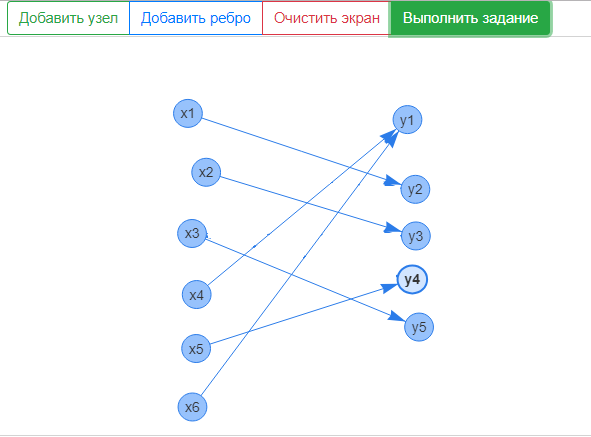 Добавить узел Добавить ребро Очистить экран Выполнить задание
x1 y1
x2 y2
x3 y3
x4 y4
x5 y5
x6